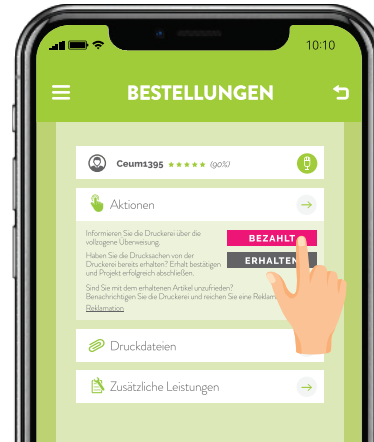 10:10
BESTELLUNGEN
Ceum1395 ★★★★★ (90%)
Aktionen
Informieren Sie die Druckerei über die
vollzogene Überweisung.
BEZAHLT
Haben Sie die Drucksachen von der
Druckerei bereits erhalten? Erhalt bestätigen
und Projekt erfolgreich abschließen.
ERHALTEN
Sind Sie mit dem erhaltenen Artikel unzufrieden?
Benachrichtigen Sie die Druckerei und reichen Sie eine Reklam
Reklamation
Druckdateien
Zusätzliche Leistungen